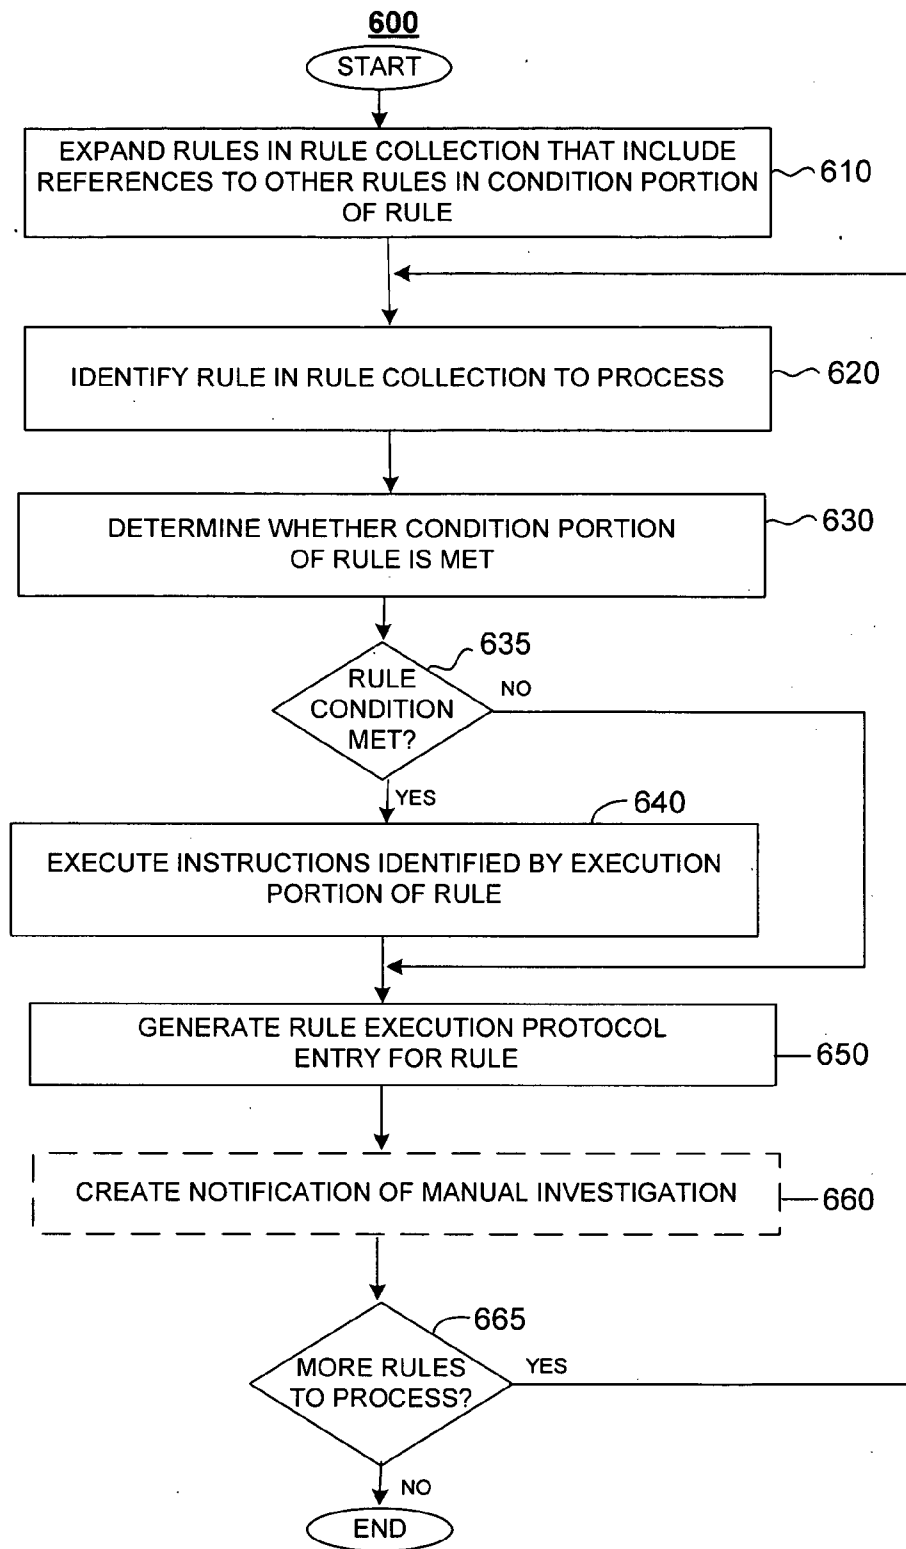 600
START
EXPAND RULES IN RULE COLLECTION THAT INCLUDE
REFERENCES TO OTHER RULES IN CONDITION PORTION
OF RULE
610
IDENTIFY RULE IN RULE COLLECTION TO PROCESS
620
DETERMINE WHETHER CONDITION PORTION
OF RULE IS MET
630
635
RULE
CONDITION
MET?
NO
YES
640
EXECUTE INSTRUCTIONS IDENTIFIED BY EXECUTION
PORTION OF RULE
GENERATE RULE EXECUTION PROTOCOL
ENTRY FOR RULE
650
CREATE NOTIFICATION OF MANUAL INVESTIGATION
660
665
MORE RULES
TO PROCESS?
YES
NO
END